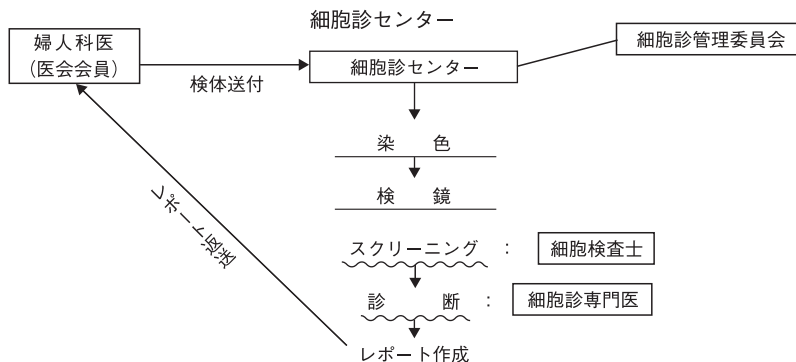 細胞診センター
婦人科医
（医会会員）
検体送付
細胞診センター
細胞診管理委員会
染　色
検　鏡
スクリーニング ： 細胞検査士
診　断 ： 細胞診専門医
レポート作成
レポート返送